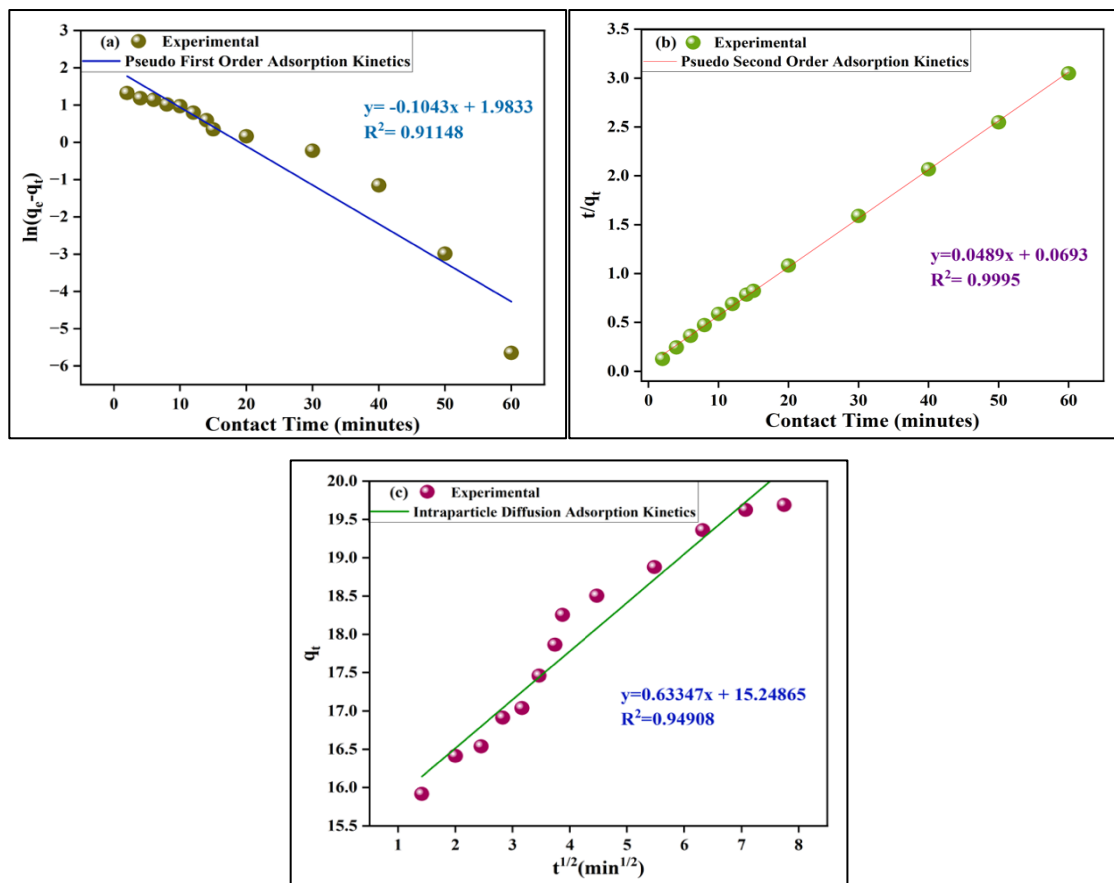 (a) Experimental
Pseudo First Order Adsorption Kinetics
y= -0.1043x + 1.9833
R²= 0.91148
ln(qₑ-qₜ)
3
2
1
0
−1
−2
−3
−4
−5
−6
0 10 20 30 40 50 60
Contact Time (minutes)
(b) Experimental
Psuedo Second Order Adsorption Kinetics
y=0.0489x + 0.0693
R²= 0.9995
t/qₜ
3.5
3.0
2.5
2.0
1.5
1.0
0.5
0.0
0 10 20 30 40 50 60
Contact Time (minutes)
(c) Experimental
Intraparticle Diffusion Adsorption Kinetics
y=0.63347x + 15.24865
R²=0.94908
qₜ
20.0
19.5
19.0
18.5
18.0
17.5
17.0
16.5
16.0
15.5
1 2 3 4 5 6 7 8
t¹/²(min¹/²)